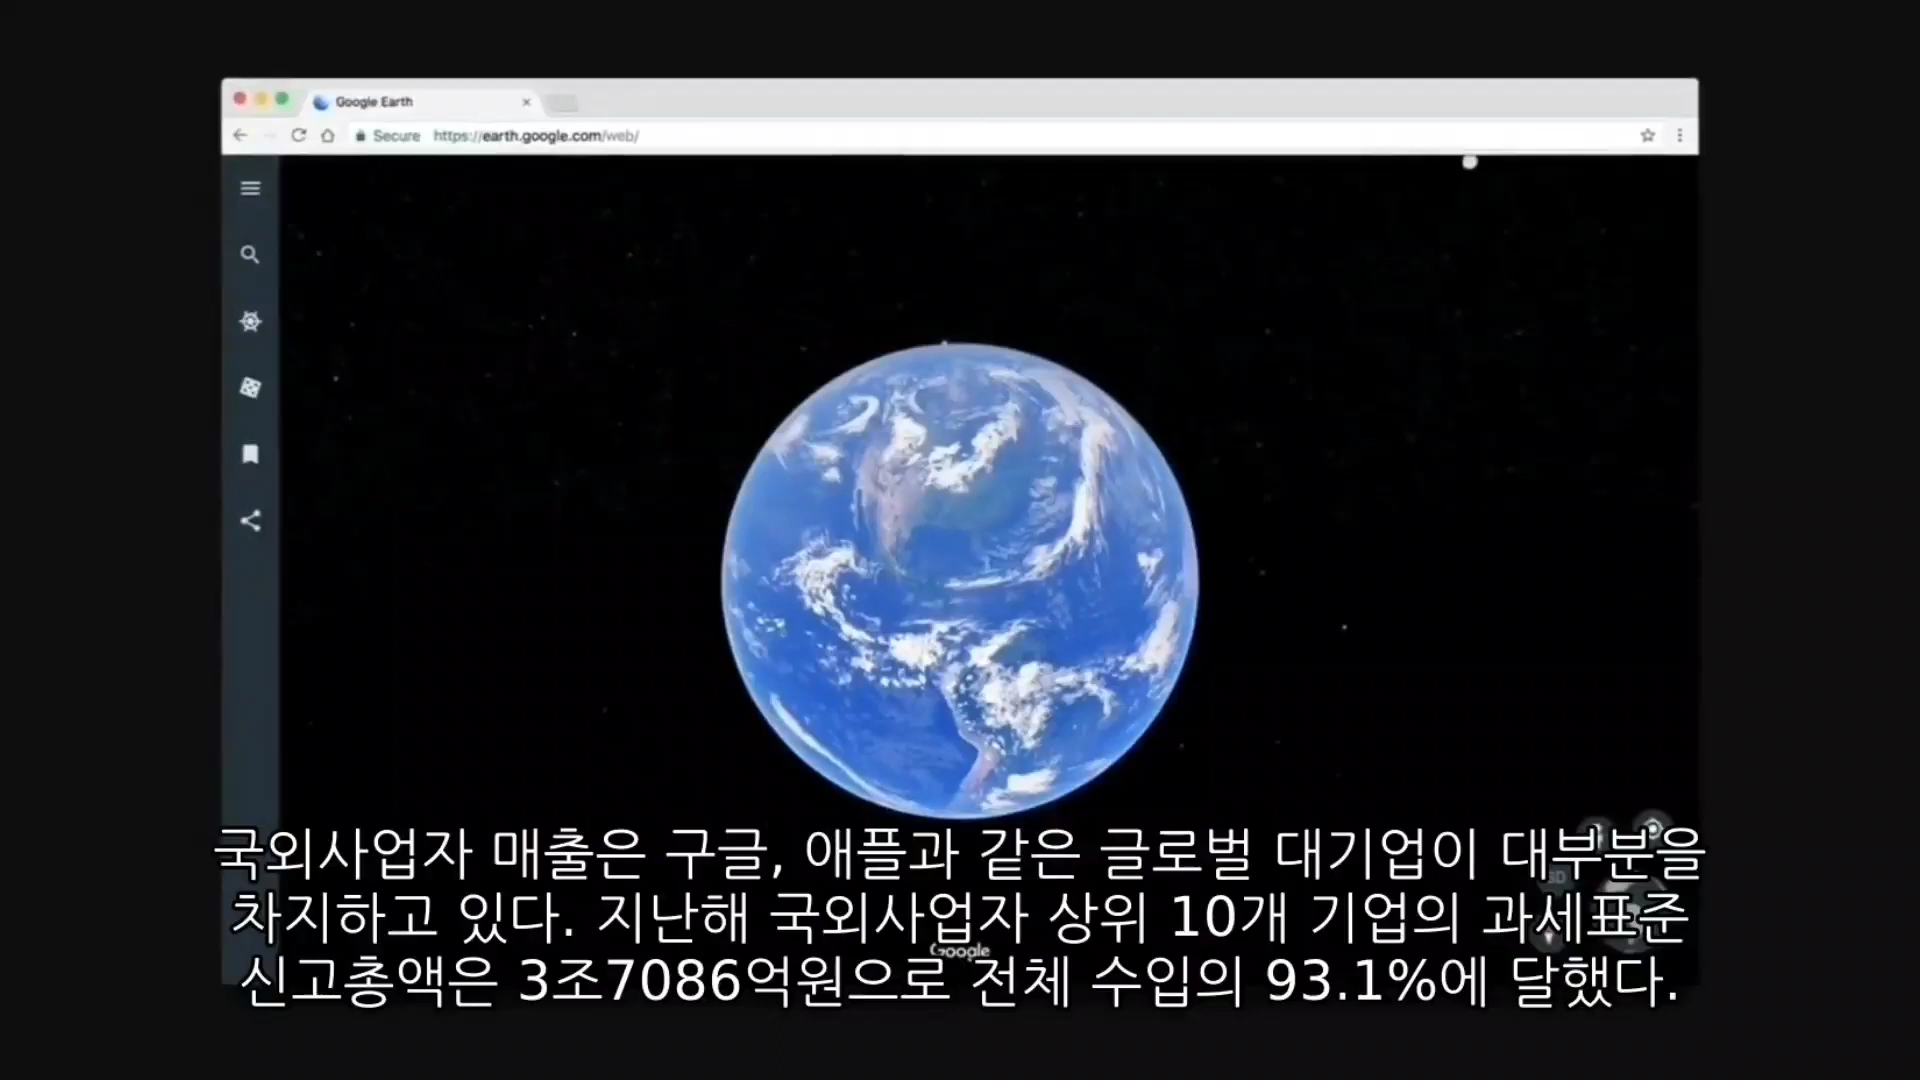 Google Earth
Secure https://earth.google.com/web/
국외사업자 매출은 구글, 애플과 같은 글로벌 대기업이 대부분을
3D
차지하고 있다. 지난해 국외사업자 상위 10개 기업의 과세표준
Google
신고총액은 3조7086억원으로 전체 수입의 93.1%에 달했다.